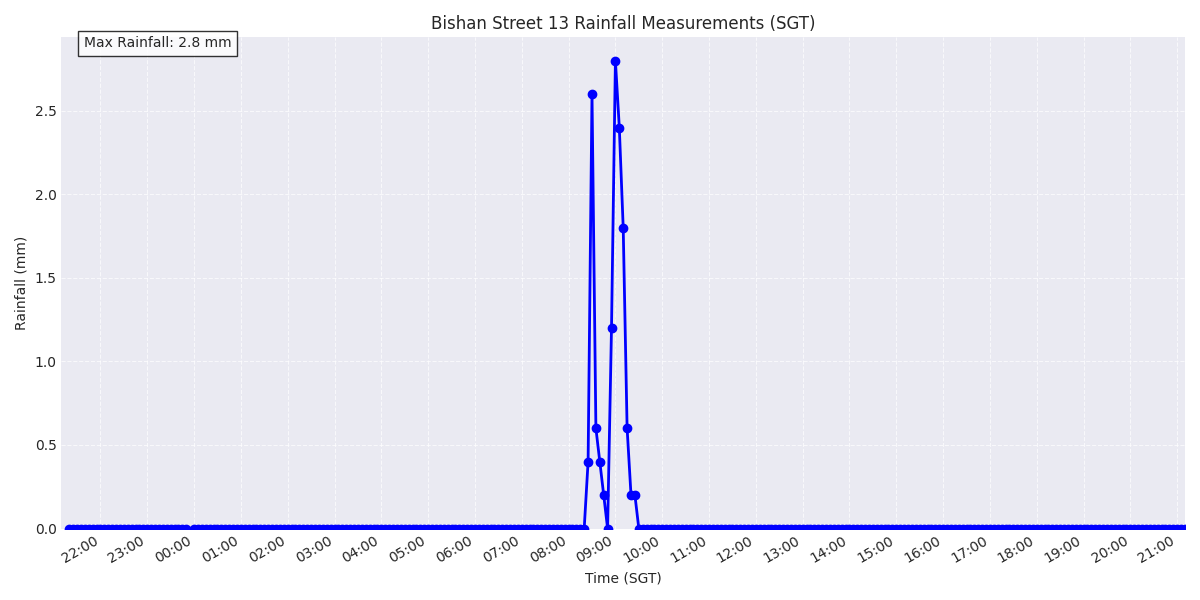 Bishan Street 13 Rainfall Measurements (SGT)
Max Rainfall: 2.8 mm
Rainfall (mm)
2.5
2.0
1.5
1.0
0.5
0.0
22:00 23:00 00:00 01:00 02:00 03:00 04:00 05:00 06:00 07:00 08:00 09:00 10:00 11:00 12:00 13:00 14:00 15:00 16:00 17:00 18:00 19:00 20:00 21:00
Time (SGT)